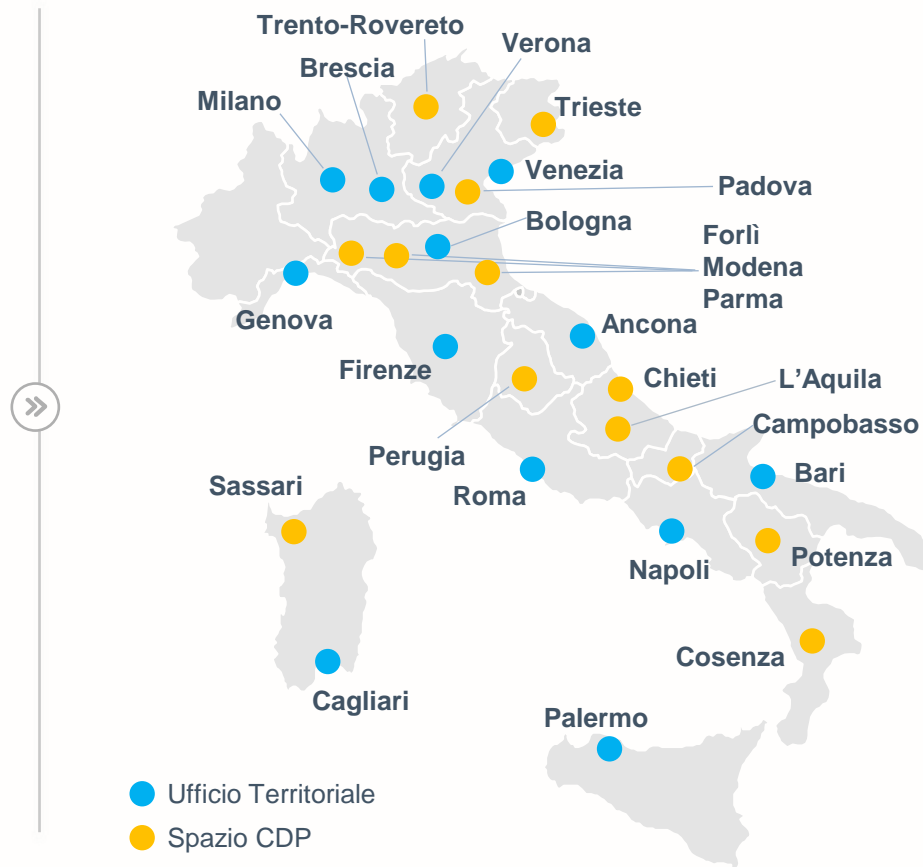 Trento-Rovereto
Verona
Brescia
Milano
Trieste
Venezia
Padova
Bologna
Forlì
Modena
Parma
Genova
Ancona
Firenze
Chieti
L’Aquila
Campobasso
Perugia
Bari
Sassari
Roma
Potenza
Napoli
Cosenza
Cagliari
Palermo
Ufficio Territoriale
Spazio CDP